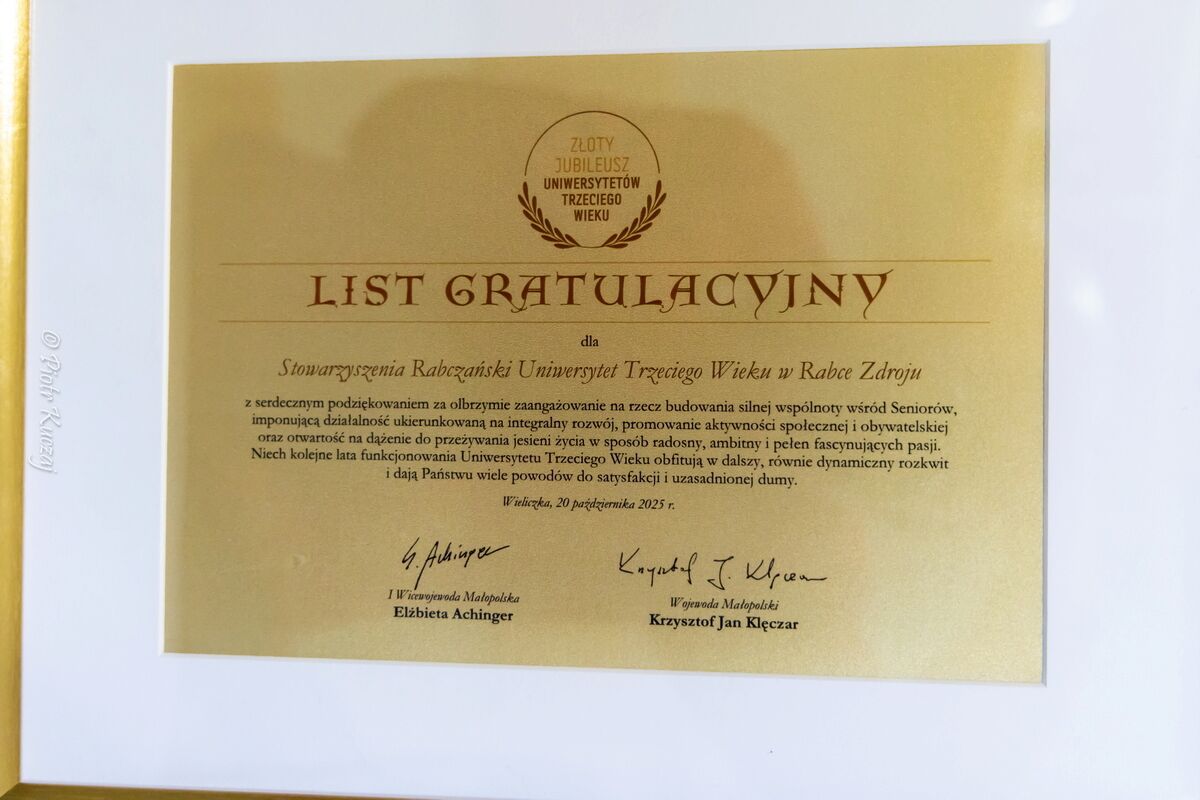 ZŁOTY
JUBILEUSZ
UNIWERSYTETÓW
TRZECIEGO
WIEKU
LIST GRATULACYJNY
dla
Stowarzyszenia Rabczański Uniwersytet Trzeciego Wieku w Rabce Zdroju
z serdecznym podziękowaniem za olbrzymie zaangażowanie na rzecz budowania silnej wspólnoty wśród Seniorów,
imponującą działalność ukierunkowaną na integralny rozwój, promowanie aktywności społecznej i obywatelskiej
oraz otwartość na dążenie do przeżywania jesieni życia w sposób radosny, ambitny i pełen fascynujących pasji.
Niech kolejne lata funkcjonowania Uniwersytetu Trzeciego Wieku obfitują w dalszy, równie dynamiczny rozkwit
i dają Państwu wiele powodów do satysfakcji i uzasadnionej dumy.
Wieliczka, 20 października 2025 r.
E. Achinger
I Wicewojewoda Małopolska
Elżbieta Achinger
Krzysztof J. Klęczar
Wojewoda Małopolski
Krzysztof Jan Klęczar
© Piotr Kuczaj